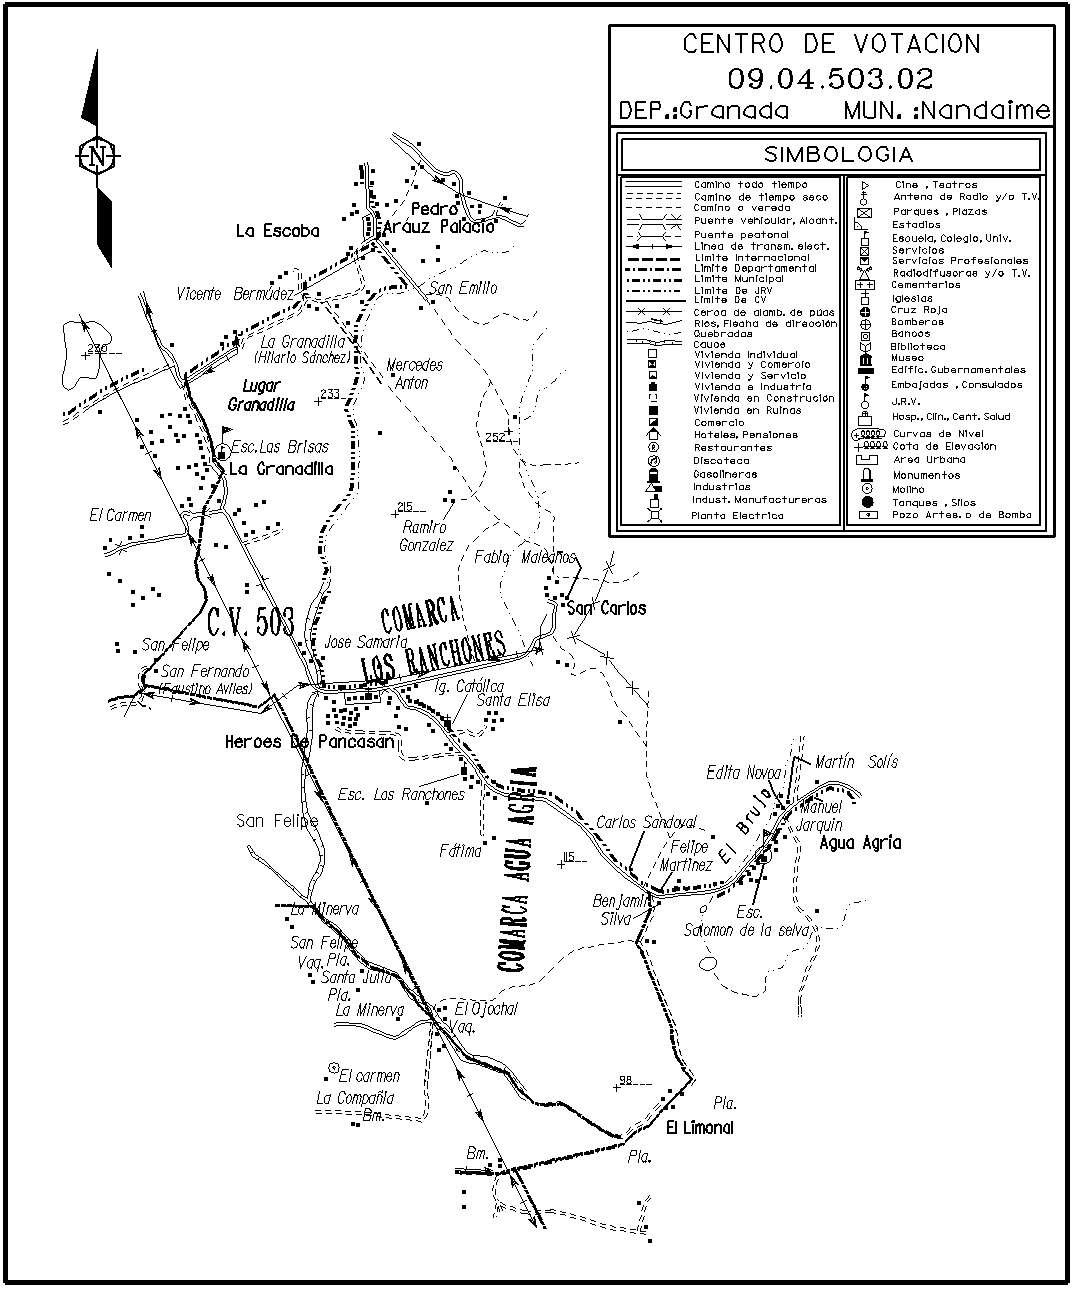 CENTRO DE VOTACION
09.04.503.02
DEP.:Granada MUN. :Nandaime
SIMBOLOGIA
Camino todo tiempo
Camino de tiempo seco
Camino o vereda
Puente vehicular, Alcant.
Puente peatonal
Linea de transm. elect.
Limite Internacional
Limite Departamental
Limite Municipal
Limite De JRV
Limite De CV
Cerca de alamb. de púas
Rios, Flecha de dirección
Quebradas
Cauce
Vivienda Individual
Vivienda y Comercio
Vivienda y Servicio
Vivienda e Industria
Vivienda en Construción
Vivienda en Ruinas
Comercio
Hoteles, Pensiones
Restaurantes
Discoteca
Gasolineras
Industrias
Indust. Manufactureras
Planta Electrica
Cine , Teatros
Antena de Radio y/o T.V.
Parques , Plazas
Estadios
Escuela, Colegio, Univ.
Servicios
Servicios Profesionales
Radiodifusoras y/o T.V.
Cementerios
Iglesias
Cruz Roja
Bomberos
Bancos
Biblioteca
Museo
Edific. Gubernamentales
Embajadas , Consulados
J.R.V.
Hosp., Clin., Cent. Salud
Curvas de Nivel
Cota de Elevación
Area Urbana
Monumentos
Molino
Tanques , Silos
Pozo Artes. o de Bomba
N
Pedro
Arauz Palacio
La Escoba
Vicente Bermúdez
San Emilio
230
La Granadilla
(Hilario Sánchez)
Mercedes
Anton
Lugar
Granadilla
233
252
Esc. Las Brisas
La Granadilla
El Carmen
215
Ramiro
Gonzalez
Fabio Maleanos
San Carlos
C.V. 503
COMARCA
LOS RANCHONES
Jose Samaria
San Felipe
San Fernando
(Faustino Aviles)
Ig. Católica
Santa Elisa
Heroes De Pancasan
Esc. Los Ranchones
Edita Novoa
Martín Solís
Manuel
Jarquin
El Brujo
Agua Agria
San Felipe
Carlos Sandoval
Fátima
COMARCA AGUA AGRIA
115
Felipe
Martinez
Benjamin
Silva
Esc.
Salomon de la selva
La Minerva
San Felipe
Vaq. Pla.
Santa Julia
Pla.
La Minerva
El Ojochal
Vaq.
El carmen
La Compañia
Bm.
98
Pla.
El Limonal
Bm.
Pla.